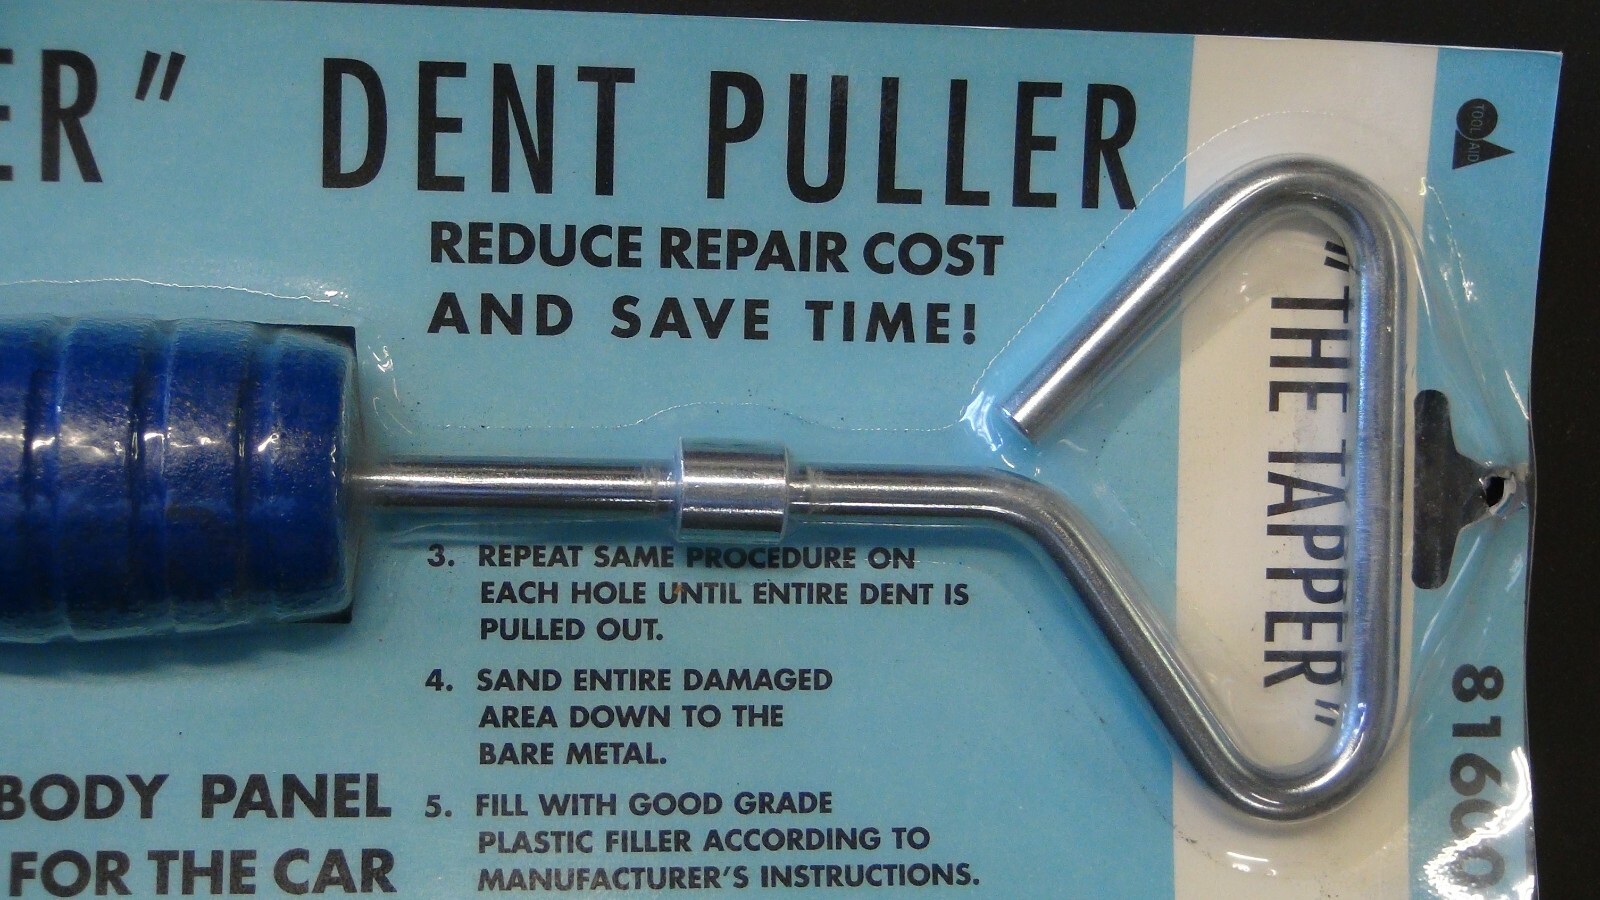 ER" DENT PULLER
REDUCE REPAIR COST
AND SAVE TIME!
3. REPEAT SAME PROCEDURE ON
EACH HOLE UNTIL ENTIRE DENT IS
PULLED OUT.
4. SAND ENTIRE DAMAGED
AREA DOWN TO THE
BARE METAL.
5. FILL WITH GOOD GRADE
PLASTIC FILLER ACCORDING TO
MANUFACTURER'S INSTRUCTIONS.
BODY PANEL
FOR THE CAR
"THE TAPPER"
TOOL AID
81600